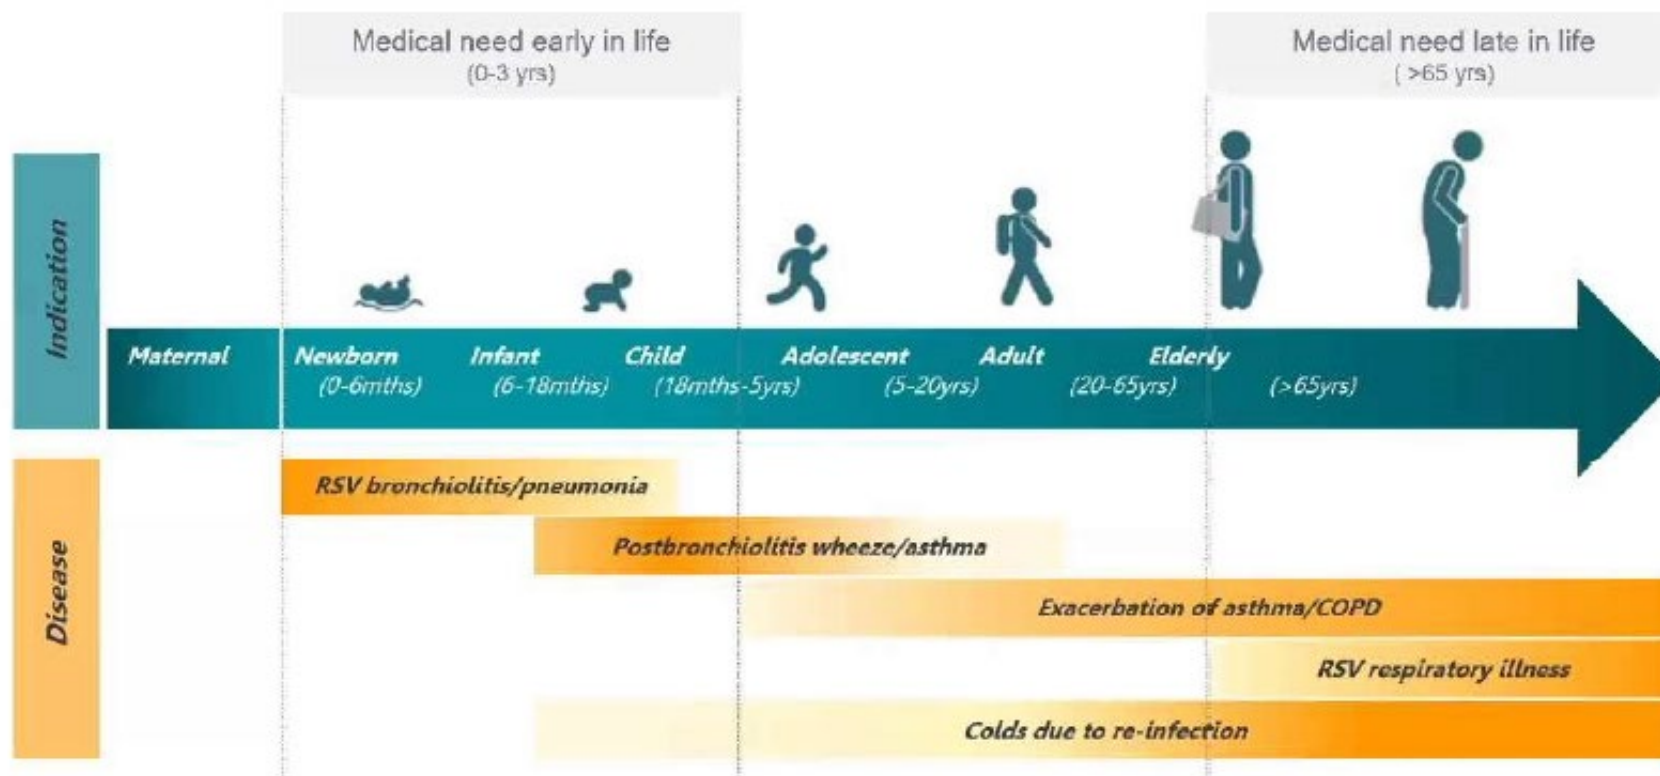 Medical need early in life
(0-3 yrs)
Medical need late in life
( >65 yrs)
Indication
Maternal Newborn Infant Child Adolescent Adult Elderly
(0-6mths) (6-18mths) (18mths-5yrs) (5-20yrs) (20-65yrs) (>65yrs)
Disease
RSV bronchiolitis/pneumonia
Postbronchiolitis wheeze/asthma
Exacerbation of asthma/COPD
RSV respiratory illness
Colds due to re-infection